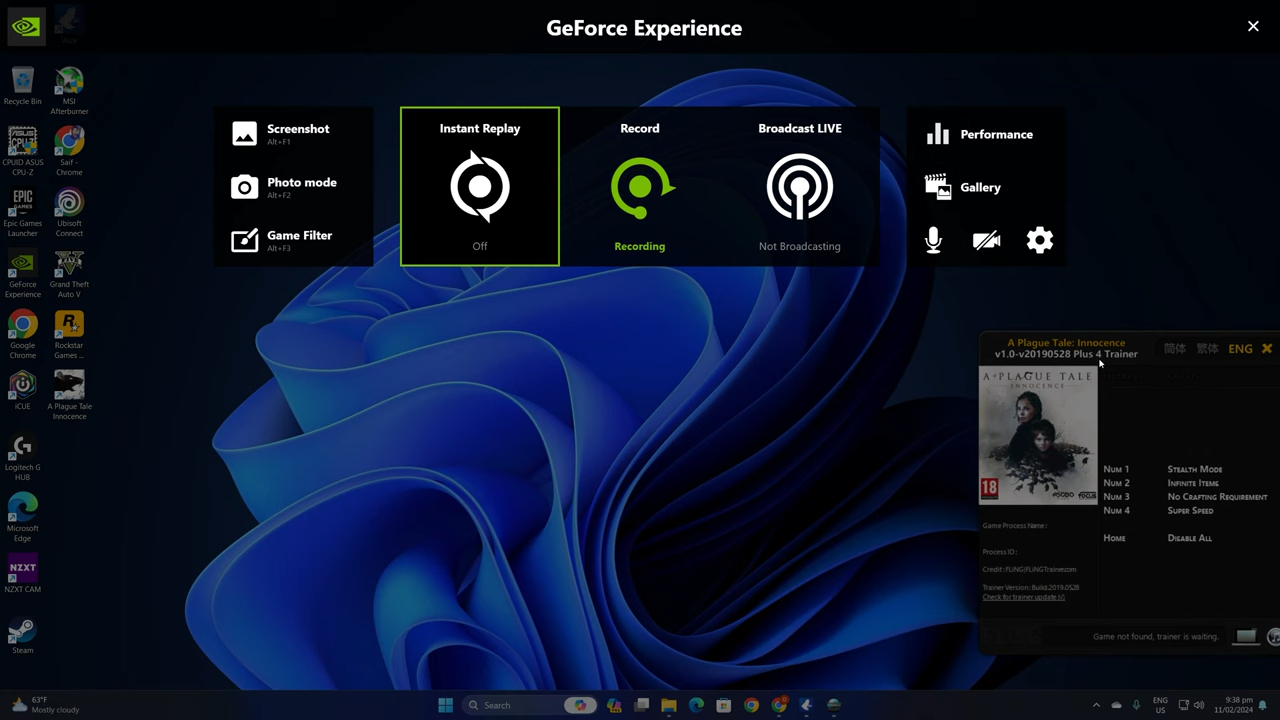 GeForce Experience
Screenshot
Alt+F1
Photo mode
Alt+F2
Game Filter
Alt+F3
Instant Replay
Off
Record
Recording
Broadcast LIVE
Not Broadcasting
Performance
Gallery
Recycle Bin
MSI
Afterburner
CPUID ASUS
CPU-Z
Saif -
Chrome
Epic Games
Launcher
Ubisoft
Connect
GeForce
Experience
Grand Theft
Auto V
Google
Chrome
Rockstar
Games ...
iCUE
A Plague Tale
Innocence
Logitech G
HUB
Microsoft
Edge
NZXT
NZXT CAM
Steam
A Plague Tale: Innocence
v1.0-v20190528 Plus 4 Trainer
简体
繁体
ENG
A PLAGUE TALE
INNOCENCE
18
asobo
FOCUS
Num 1 Stealth Mode
Num 2 Infinite Items
Num 3 No Crafting Requirement
Num 4 Super Speed
Home Disable All
Game Process Name :
Process ID :
Credit : FLiNG|FLiNGTrainer.com
Trainer Version : Build.2019.0528
Check for trainer update
Game not found, trainer is waiting.
63°F
Mostly cloudy
Search
ENG
US
9:38 pm
11/02/2024